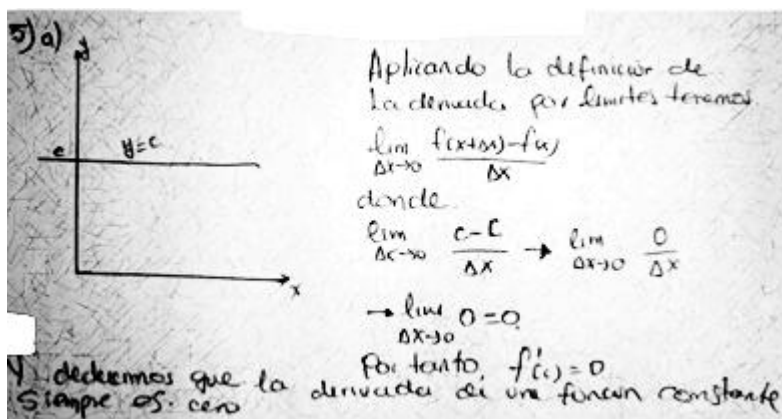 5) a)
y
c
y=c
x
Aplicando la definicion de
la derivada por limites tenemos
lim Δx→0 f(x+Δx)-f(x) / Δx
donde
lim Δx→0 c-c / Δx → lim Δx→0 0 / Δx
→ lim Δx→0 0 = 0
Por tanto, f'(c) = 0
Y deducimos que la derivada de una funcion constante
siempre es cero